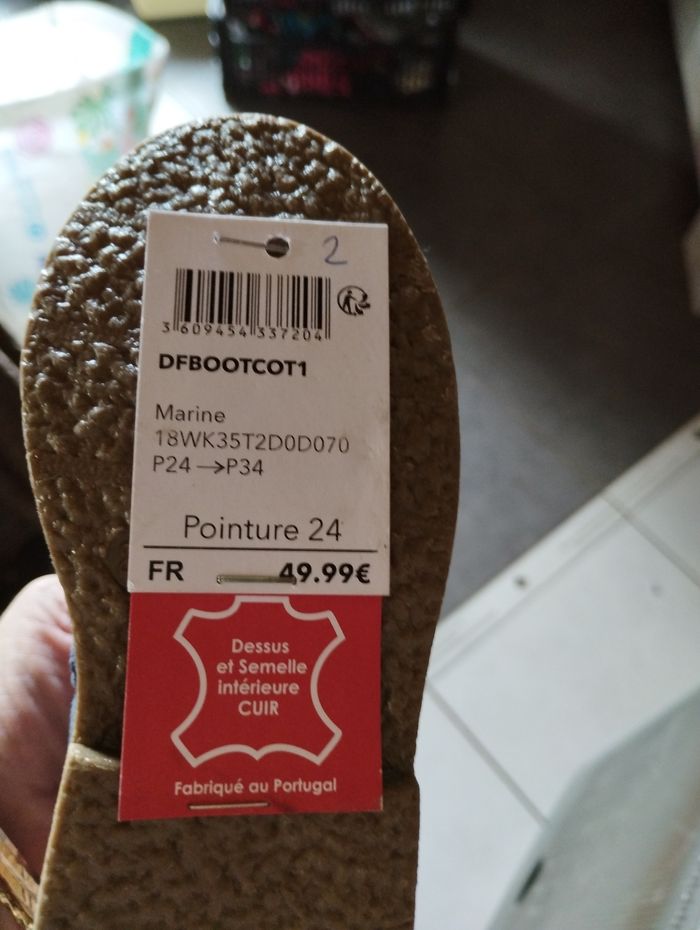 2
3 609454 337204
DFBOOTCOT1
Marine
18WK35T2D0D070
P24 → P34
Pointure 24
FR 49.99€
Dessus
et Semelle
intérieure
CUIR
Fabriqué au Portugal